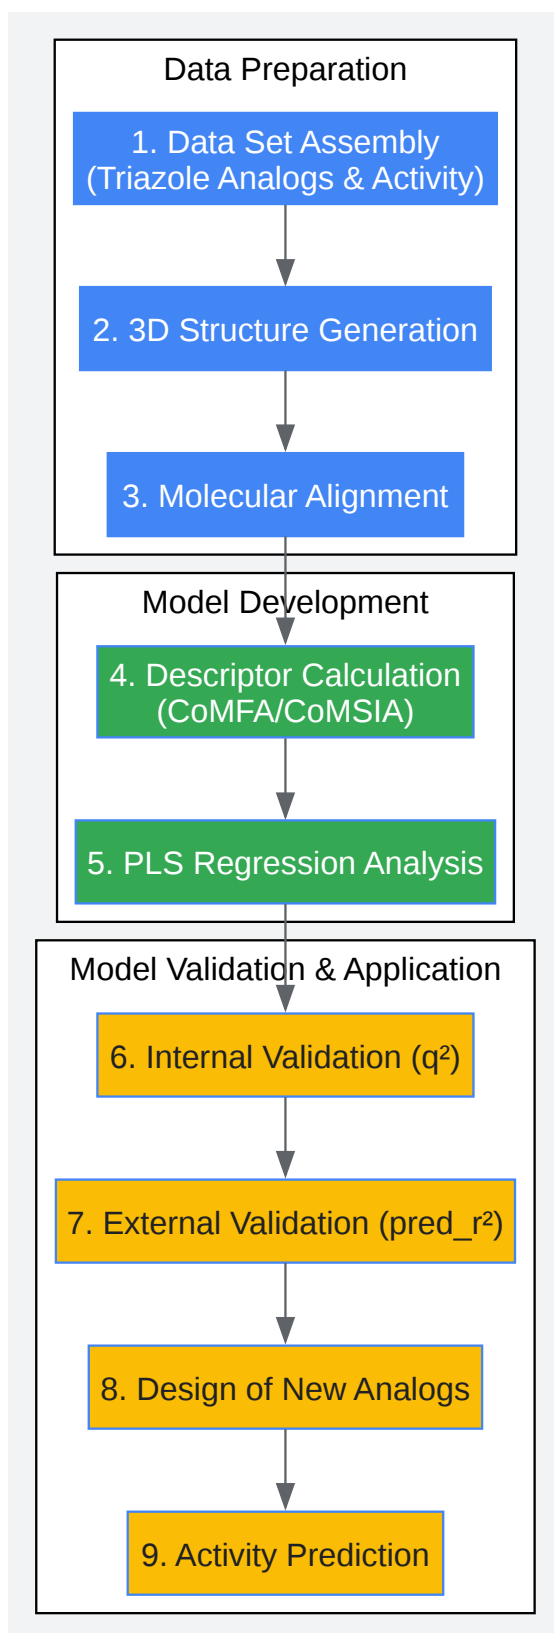 Data Preparation
1. Data Set Assembly
(Triazole Analogs & Activity)
2. 3D Structure Generation
3. Molecular Alignment
Model Development
4. Descriptor Calculation
(CoMFA/CoMSIA)
5. PLS Regression Analysis
Model Validation & Application
6. Internal Validation (q²)
7. External Validation (pred_r²)
8. Design of New Analogs
9. Activity Prediction